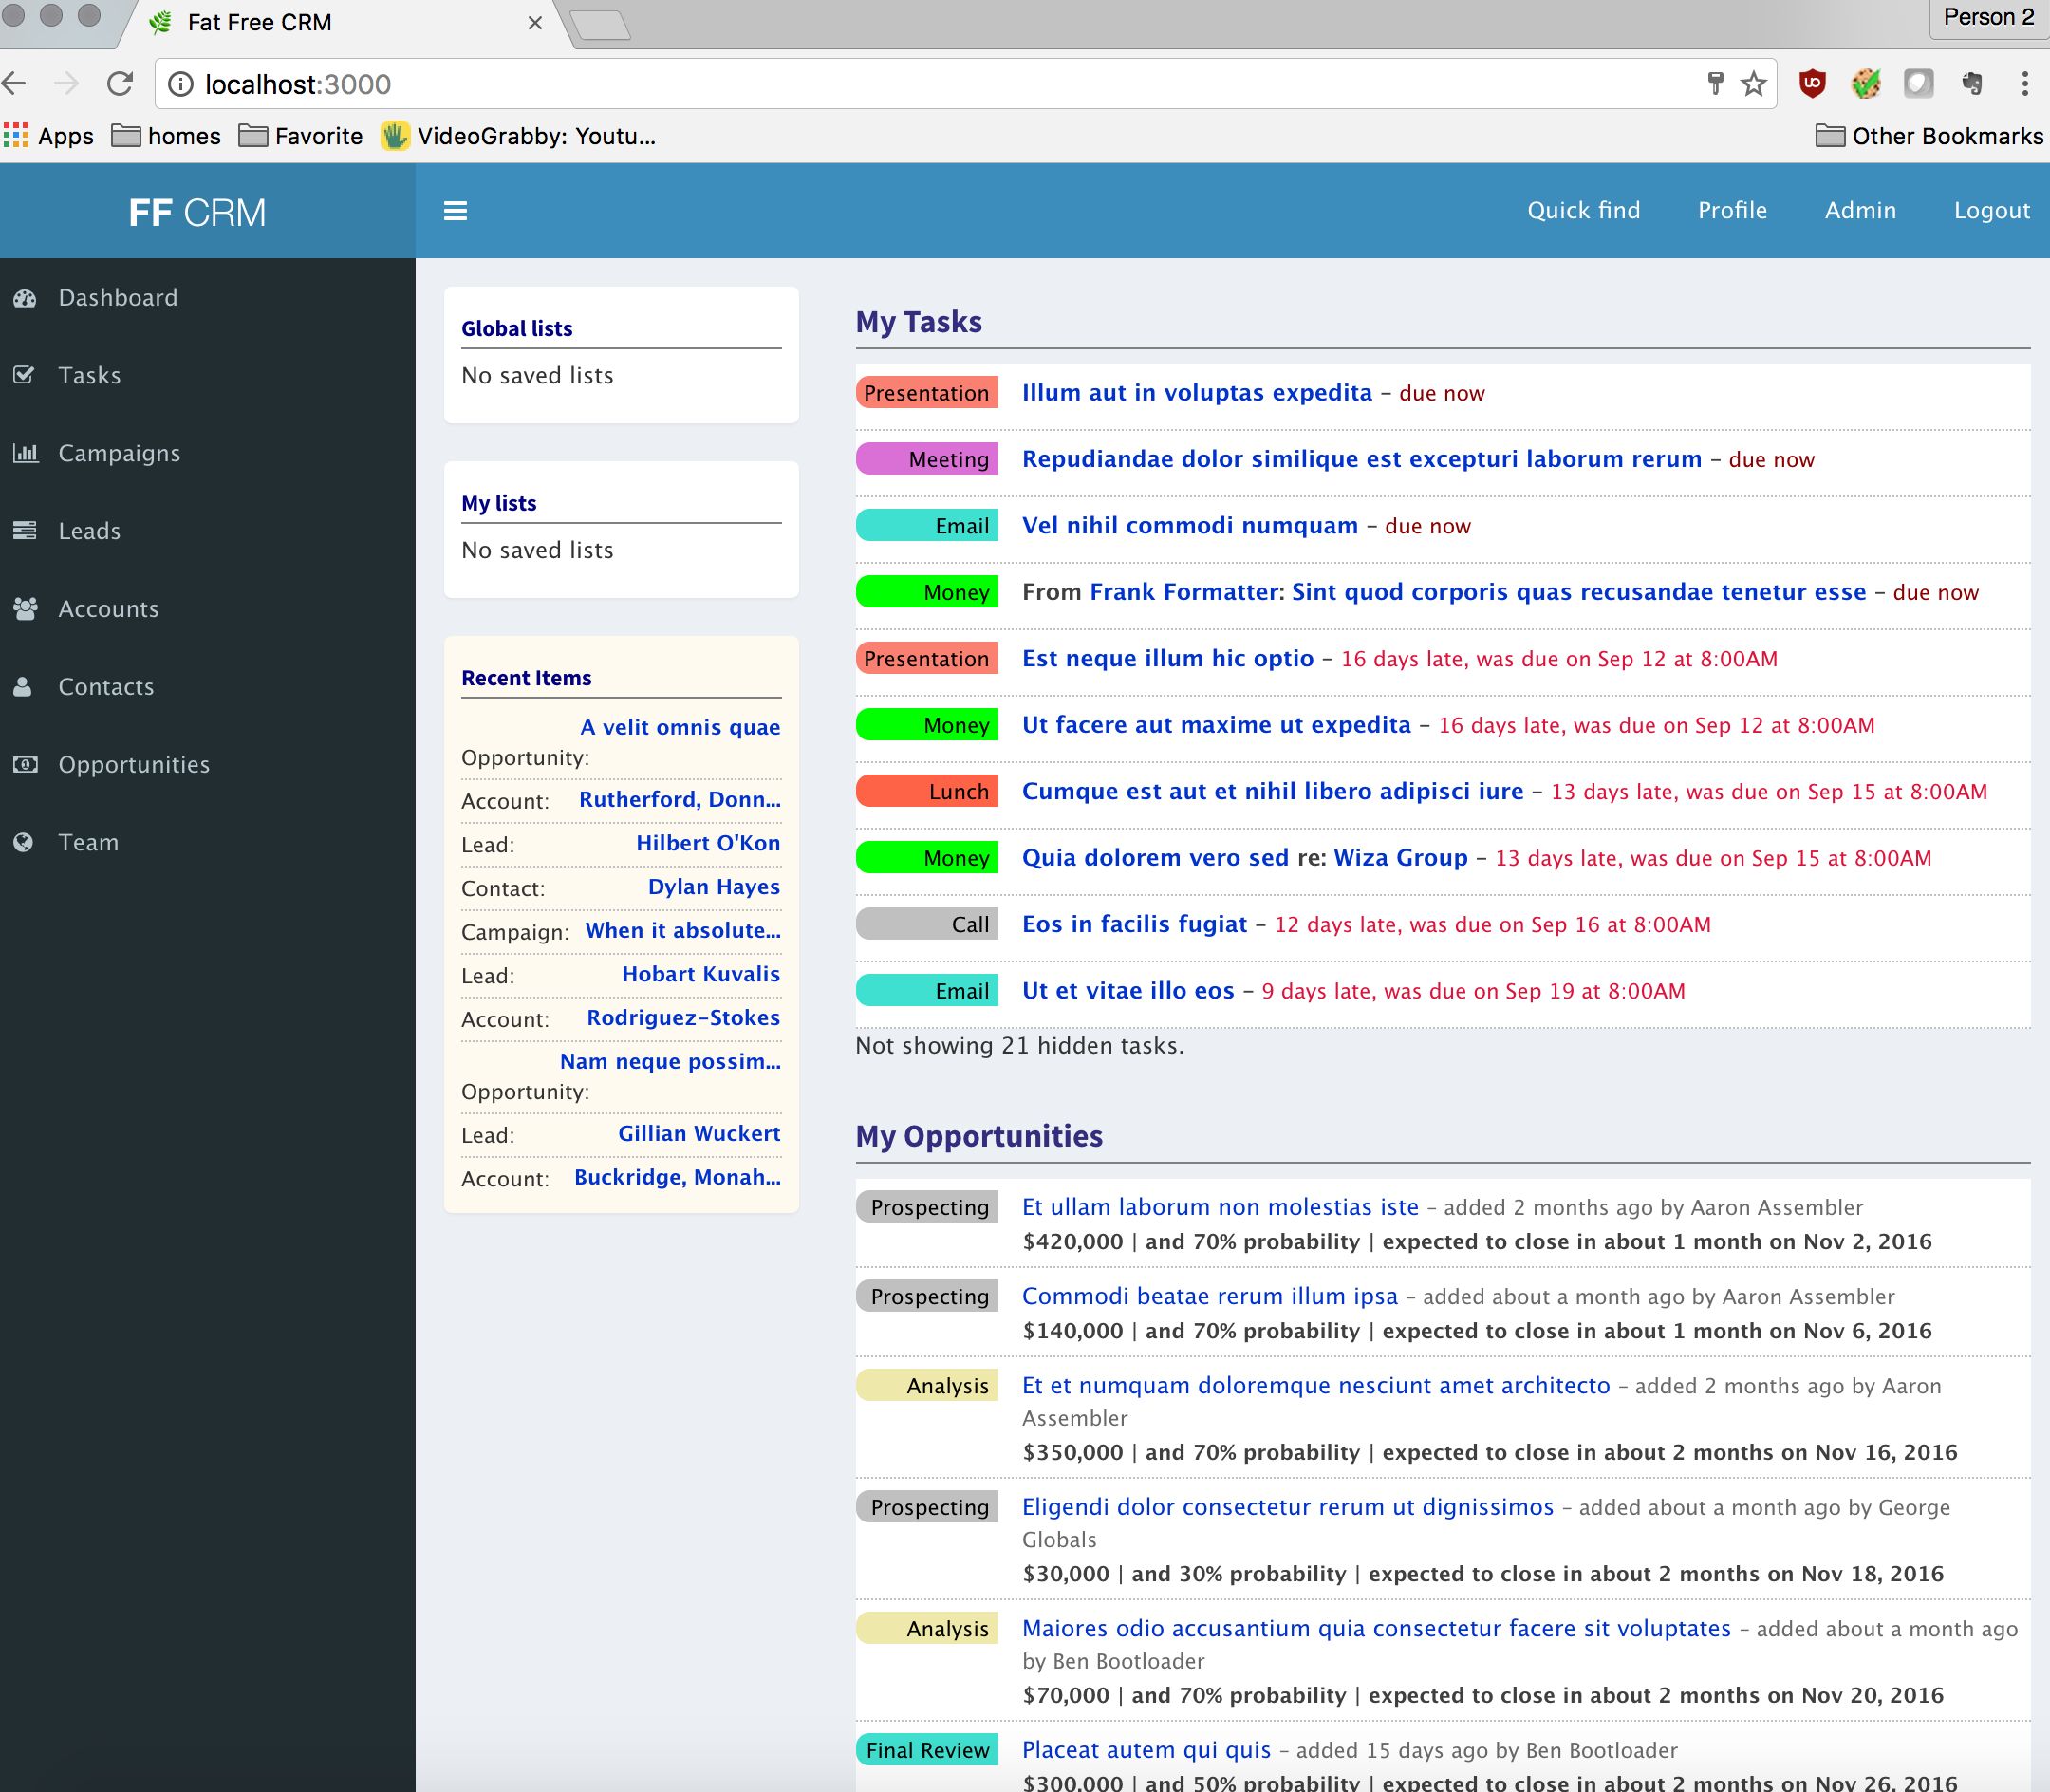 Fat Free CRM
Person 2
localhost:3000
Apps homes Favorite VideoGrabby: Youtu... Other Bookmarks
FF CRM
Quick find Profile Admin Logout
Dashboard
Tasks
Campaigns
Leads
Accounts
Contacts
Opportunities
Team
Global lists
No saved lists
My lists
No saved lists
Recent Items
A velit omnis quae
Opportunity:
Account: Rutherford, Donn...
Lead: Hilbert O'Kon
Contact: Dylan Hayes
Campaign: When it absolute...
Lead: Hobart Kuvalis
Account: Rodriguez-Stokes
Nam neque possim...
Opportunity:
Lead: Gillian Wuckert
Account: Buckridge, Monah...
My Tasks
Presentation Illum aut in voluptas expedita – due now
Meeting Repudiandae dolor similique est excepturi laborum rerum – due now
Email Vel nihil commodi numquam – due now
Money From Frank Formatter: Sint quod corporis quas recusandae tenetur esse – due now
Presentation Est neque illum hic optio – 16 days late, was due on Sep 12 at 8:00AM
Money Ut facere aut maxime ut expedita – 16 days late, was due on Sep 12 at 8:00AM
Lunch Cumque est aut et nihil libero adipisci iure – 13 days late, was due on Sep 15 at 8:00AM
Money Quia dolorem vero sed re: Wiza Group – 13 days late, was due on Sep 15 at 8:00AM
Call Eos in facilis fugiat – 12 days late, was due on Sep 16 at 8:00AM
Email Ut et vitae illo eos – 9 days late, was due on Sep 19 at 8:00AM
Not showing 21 hidden tasks.
My Opportunities
Prospecting Et ullam laborum non molestias iste – added 2 months ago by Aaron Assembler
$420,000 | and 70% probability | expected to close in about 1 month on Nov 2, 2016
Prospecting Commodi beatae rerum illum ipsa – added about a month ago by Aaron Assembler
$140,000 | and 70% probability | expected to close in about 1 month on Nov 6, 2016
Analysis Et et numquam doloremque nesciunt amet architecto – added 2 months ago by Aaron
Assembler
$350,000 | and 70% probability | expected to close in about 2 months on Nov 16, 2016
Prospecting Eligendi dolor consectetur rerum ut dignissimos – added about a month ago by George
Globals
$30,000 | and 30% probability | expected to close in about 2 months on Nov 18, 2016
Analysis Maiores odio accusantium quia consectetur facere sit voluptates – added about a month ago
by Ben Bootloader
$70,000 | and 70% probability | expected to close in about 2 months on Nov 20, 2016
Final Review Placeat autem qui quis – added 15 days ago by Ben Bootloader
$300,000 | and 50% probability | expected to close in about 2 months on Nov 26, 2016